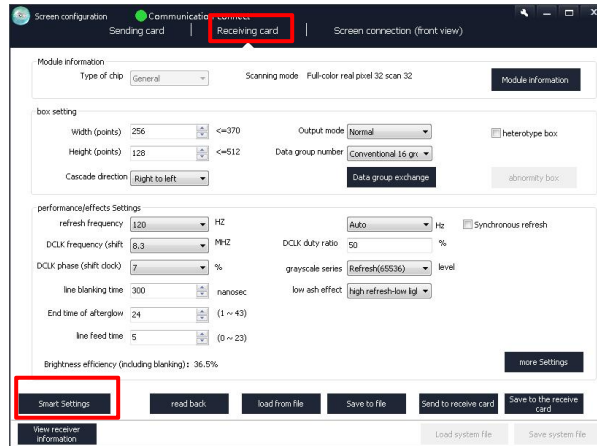 Screen configuration
Communication connect
Sending card | Receiving card | Screen connection (front view)
Module information
Type of chip General Scanning mode Full-color real pixel 32 scan 32 Module information
box setting
Width (points) 256 <=370 Output mode Normal heterotype box
Height (points) 128 <=512 Data group number Conventional 16 gro
Cascade direction Right to left Data group exchange abnormity box
performance/effects Settings
refresh frequency 120 HZ Auto Hz Synchronous refresh
DCLK frequency (shift 8.3 MHZ DCLK duty ratio 50 %
DCLK phase (shift clock) 7 % grayscale series Refresh(65536) level
line blanking time 300 nanosec low ash effect high refresh-low ligl
End time of afterglow 24 (1 ~ 43)
line feed time 5 (0 ~ 23)
Brightness efficiency (including blanking): 36.5% more Settings
Smart Settings read back load from file Save to file Send to receive card Save to the receive card
View receiver information Load system file Save system file